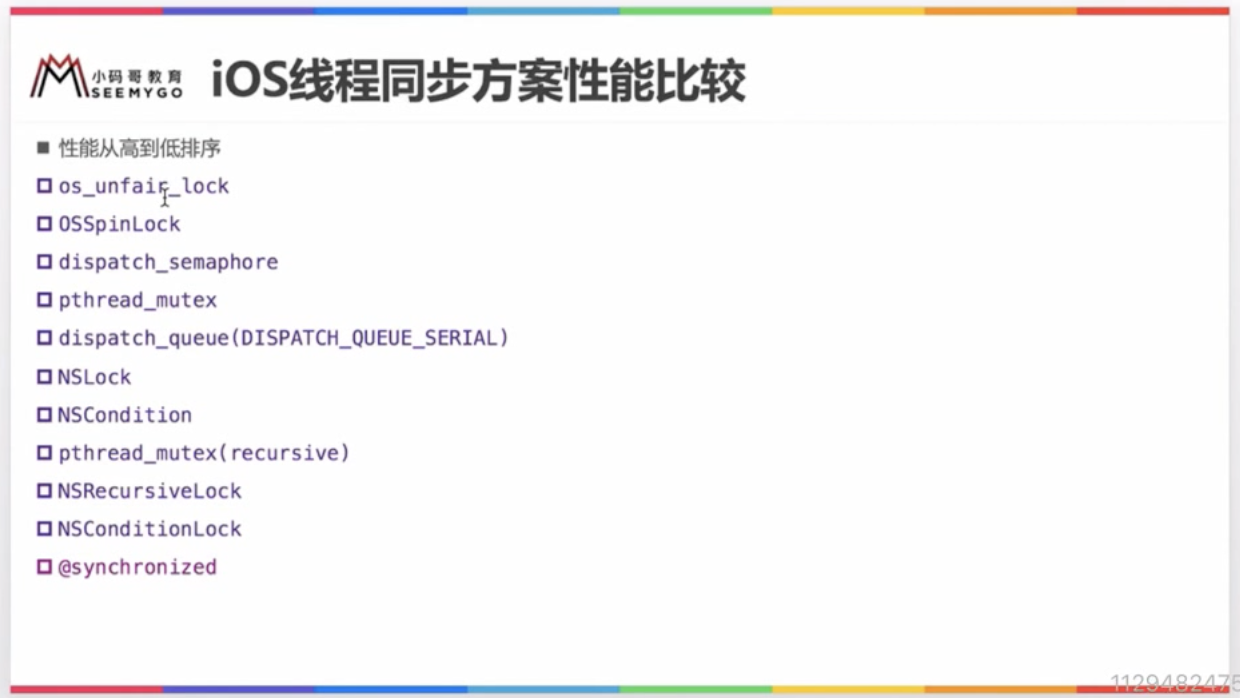 小码哥教育
SEEMYGO
iOS线程同步方案性能比较
性能从高到低排序
os_unfair_lock
OSSpinLock
dispatch_semaphore
pthread_mutex
dispatch_queue(DISPATCH_QUEUE_SERIAL)
NSLock
NSCondition
pthread_mutex(recursive)
NSRecursiveLock
NSConditionLock
@synchronized
1129482475